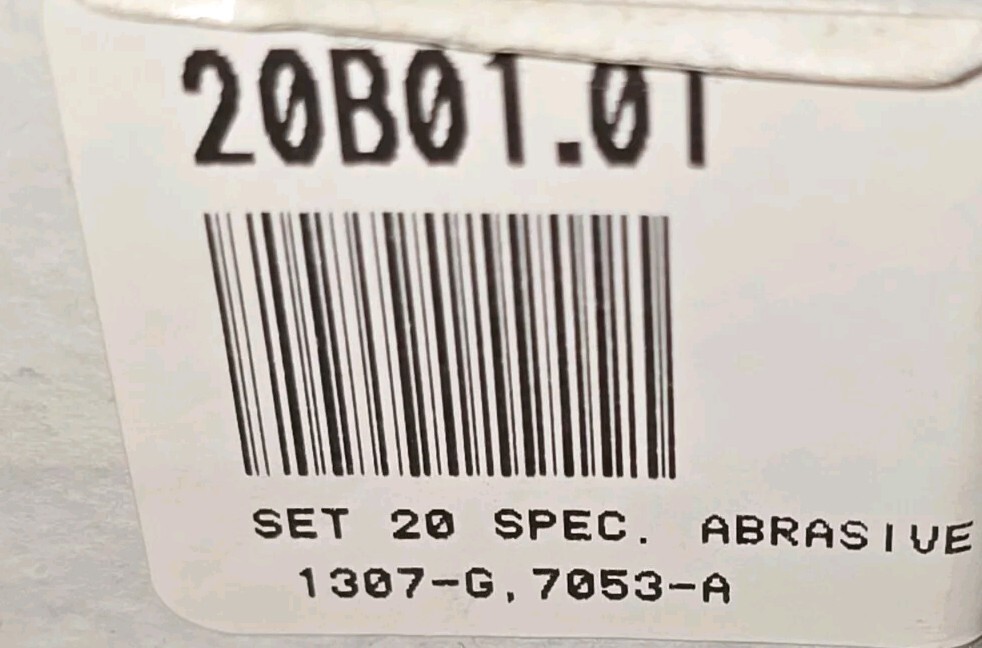 20B01.01
SET 20 SPEC. ABRASIVE
1307-G,7053-A